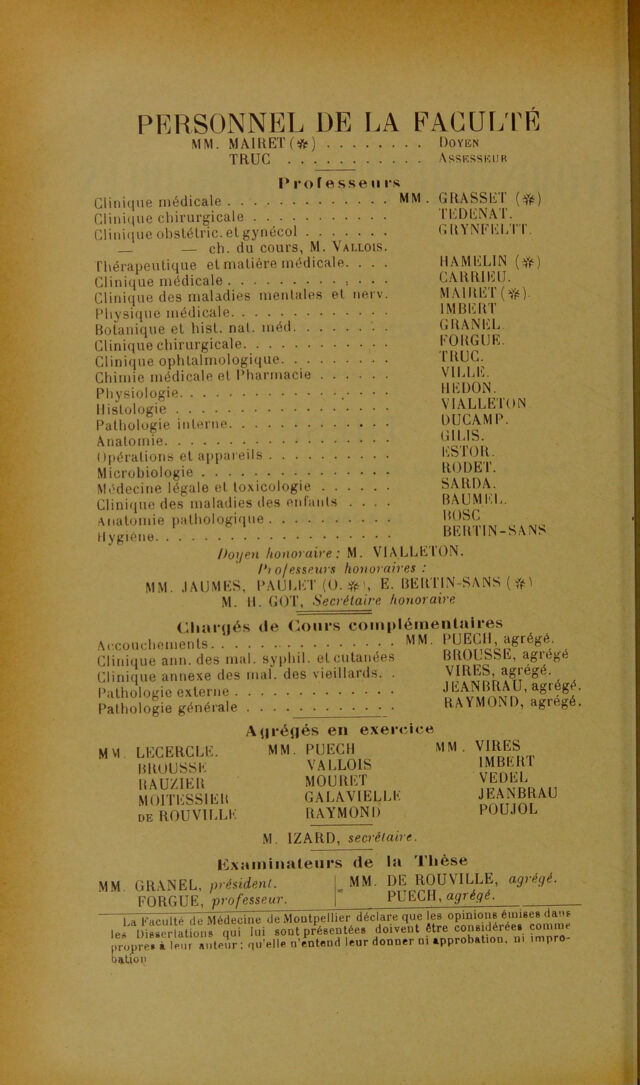 PERSONNEL DE LA FACULTÉ
MM. MAIRET (✻) . . . . . . . . DOYEN
TRUC . . . . . . . . . . . ASSESSEUR
Professeurs
Clinique médicale . . . . . . . . . . . . . MM. GRASSET (✻)
Clinique chirurgicale . . . . . . . . . . . TEDENAT.
Clinique obstétric. et gynécol . . . . . . . GRYNFELTT.
— — ch. du cours, M. VALLOIS.
Thérapeutique et matière médicale. . . . HAMELIN (✻)
Clinique médicale . . . . . . . . . . . . . CARRIEU.
Clinique des maladies mentales et nerv. MAIRET (✻).
Physique médicale. . . . . . . . . . . . . IMBERT
Botanique et hist. nat. méd. . . . . . . . GRANEL.
Clinique chirurgicale. . . . . . . . . . . . FORGUE.
Clinique ophtalmologique. . . . . . . . . TRUC.
Chimie médicale et Pharmacie . . . . . . VILLE.
Physiologie. . . . . . . . . . . . . . . . . HEDON.
Histologie . . . . . . . . . . . . . . . . . VIALLETON
Pathologie interne. . . . . . . . . . . . . DUCAMP.
Anatomie. . . . . . . . . . . . . . . . . . GILIS.
Opérations et appareils . . . . . . . . . . ESTOR.
Microbiologie . . . . . . . . . . . . . . . RODET.
Médecine légale et toxicologie . . . . . . SARDA.
Clinique des maladies des enfants . . . . BAUMEL.
Anatomie pathologique . . . . . . . . . . BOSC
Hygiène. . . . . . . . . . . . . . . . . . . BERTIN-SANS
Doyen honoraire : M. VIALLETON.
Professeurs honoraires :
MM. JAUMES, PAULET (O. ✻), E. BERTIN-SANS (✻)
M. H. GOT, Secrétaire honoraire
Chargés de Cours complémentaires
Accouchements. . . . . . . . . . . . . . . MM. PUECH, agrégé.
Clinique ann. des mal. syphil. et cutanées BROUSSE, agrégé
Clinique annexe des mal. des vieillards. . VIRES, agrégé.
Pathologie externe . . . . . . . . . . . . . JEANBRAU, agrégé.
Pathologie générale . . . . . . . . . . . . RAYMOND, agrégé.
Agrégés en exercice
MM. LECERCLE. MM. PUECH MM. VIRES
BROUSSE VALLOIS IMBERT
RAUZIER MOURET VEDEL
MOITESSIER GALAVIELLE JEANBRAU
DE ROUVILLE RAYMOND POUJOL
M. IZARD, secrétaire.
Examinateurs de la Thèse
MM. GRANEL, président. MM. DE ROUVILLE, agrégé.
FORGUE, professeur. PUECH, agrégé.
La Faculté de Médecine de Montpellier déclare que les opinions émises dans
les Dissertations qui lui sont présentées doivent être considérées comme
propres à leur auteur ; qu'elle n'entend leur donner ni approbation, ni impro-
bation